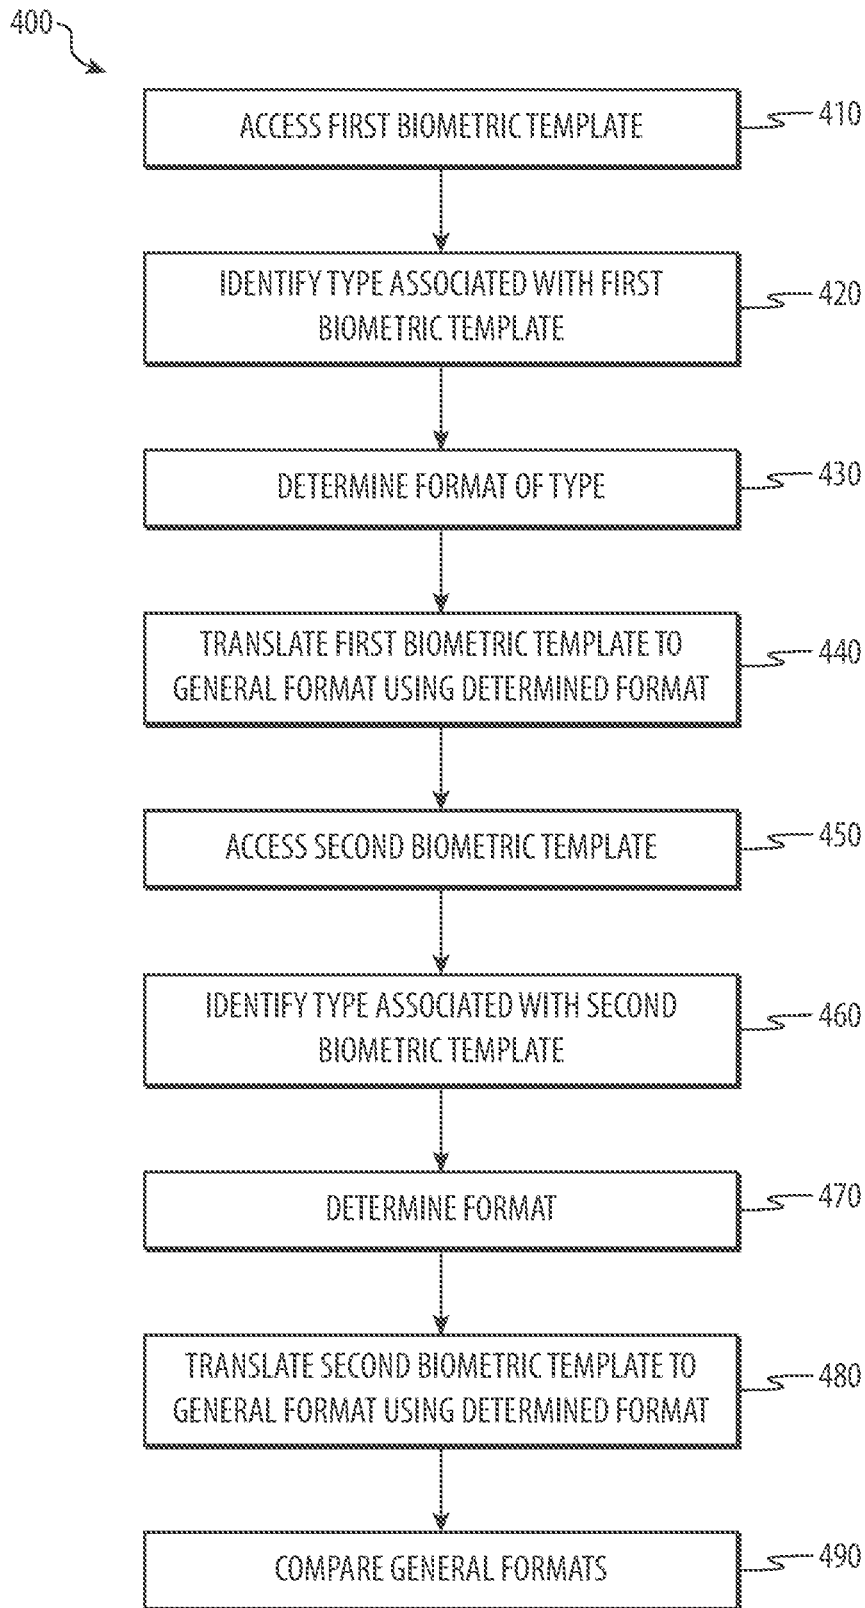 400
ACCESS FIRST BIOMETRIC TEMPLATE
410
IDENTIFY TYPE ASSOCIATED WITH FIRST
BIOMETRIC TEMPLATE
420
DETERMINE FORMAT OF TYPE
430
TRANSLATE FIRST BIOMETRIC TEMPLATE TO
GENERAL FORMAT USING DETERMINED FORMAT
440
ACCESS SECOND BIOMETRIC TEMPLATE
450
IDENTIFY TYPE ASSOCIATED WITH SECOND
BIOMETRIC TEMPLATE
460
DETERMINE FORMAT
470
TRANSLATE SECOND BIOMETRIC TEMPLATE TO
GENERAL FORMAT USING DETERMINED FORMAT
480
COMPARE GENERAL FORMATS
490